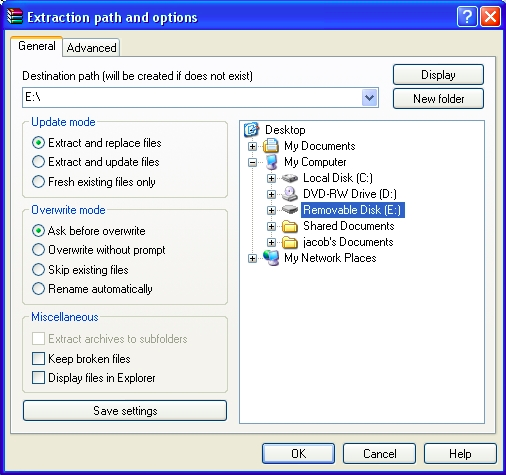 Extraction path and options
General
Advanced
Destination path (will be created if does not exist)
E:\
Display
New folder
Update mode
Extract and replace files
Extract and update files
Fresh existing files only
Overwrite mode
Ask before overwrite
Overwrite without prompt
Skip existing files
Rename automatically
Miscellaneous
Extract archives to subfolders
Keep broken files
Display files in Explorer
Save settings
Desktop
My Documents
My Computer
Local Disk (C:)
DVD-RW Drive (D:)
Removable Disk (E:)
Shared Documents
jacob's Documents
My Network Places
OK
Cancel
Help